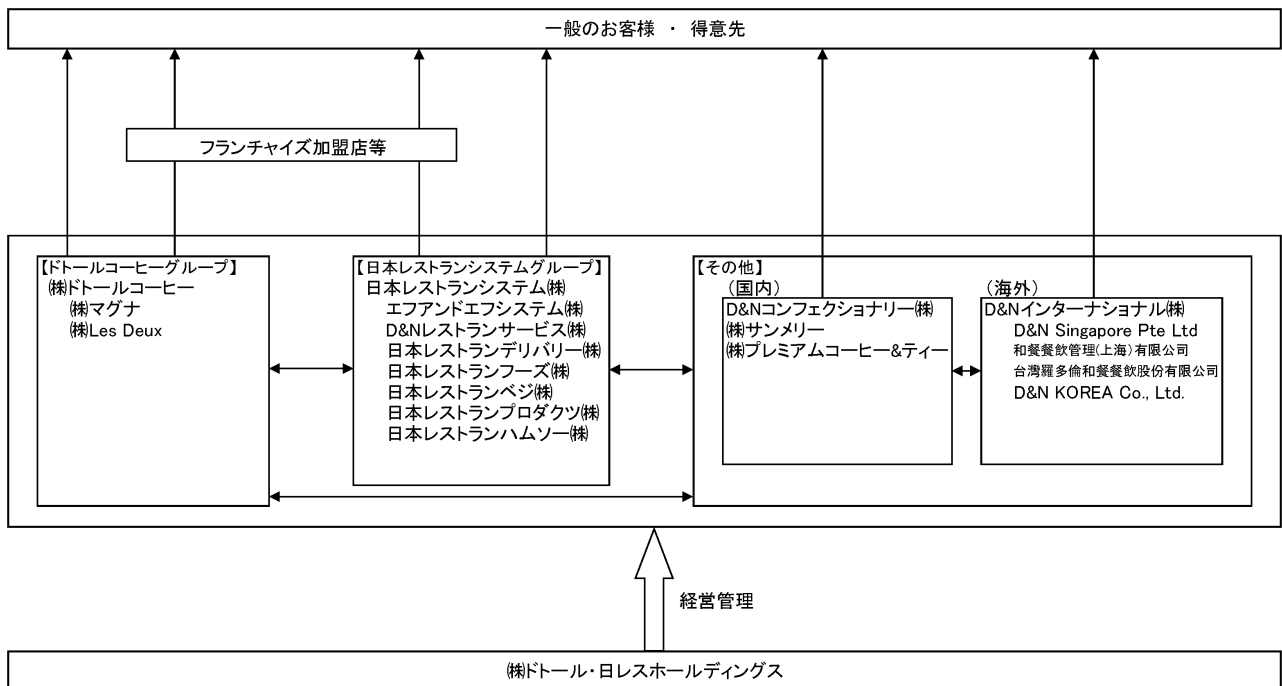 一般のお客様 ・ 得意先
フランチャイズ加盟店等
【ドトールコーヒーグループ】
㈱ドトールコーヒー
㈱マグナ
㈱Les Deux
【日本レストランシステムグループ】
日本レストランシステム㈱
エフアンドエフシステム㈱
D&Nレストランサービス㈱
日本レストランデリバリー㈱
日本レストランフーズ㈱
日本レストランベジ㈱
日本レストランプロダクツ㈱
日本レストランハムソー㈱
【その他】
（国内）
D&Nコンフェクショナリー㈱
㈱サンメリー
㈱プレミアムコーヒー&ティー
（海外）
D&Nインターナショナル㈱
D&N Singapore Pte Ltd
和餐餐飲管理(上海)有限公司
台灣羅多倫和餐餐飲股份有限公司
D&N KOREA Co., Ltd.
経営管理
㈱ドトール・日レスホールディングス